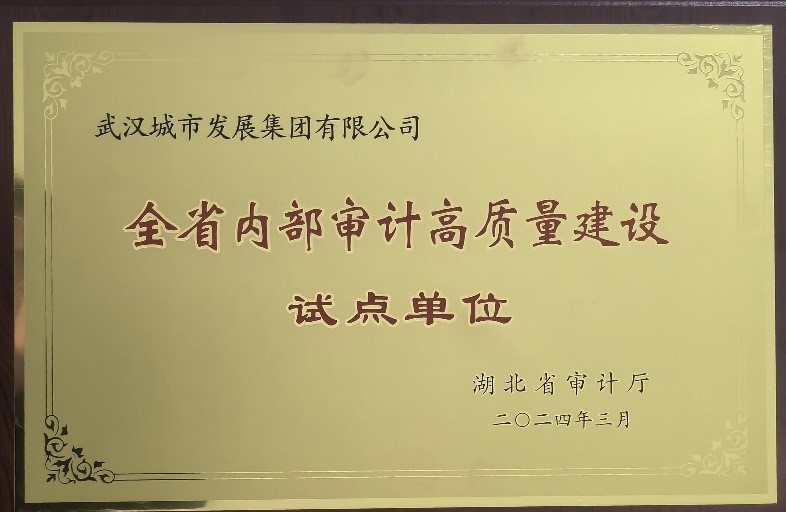 武汉城市发展集团有限公司
全省内部审计高质量建设
试点单位
湖北省审计厅
二〇二四年三月